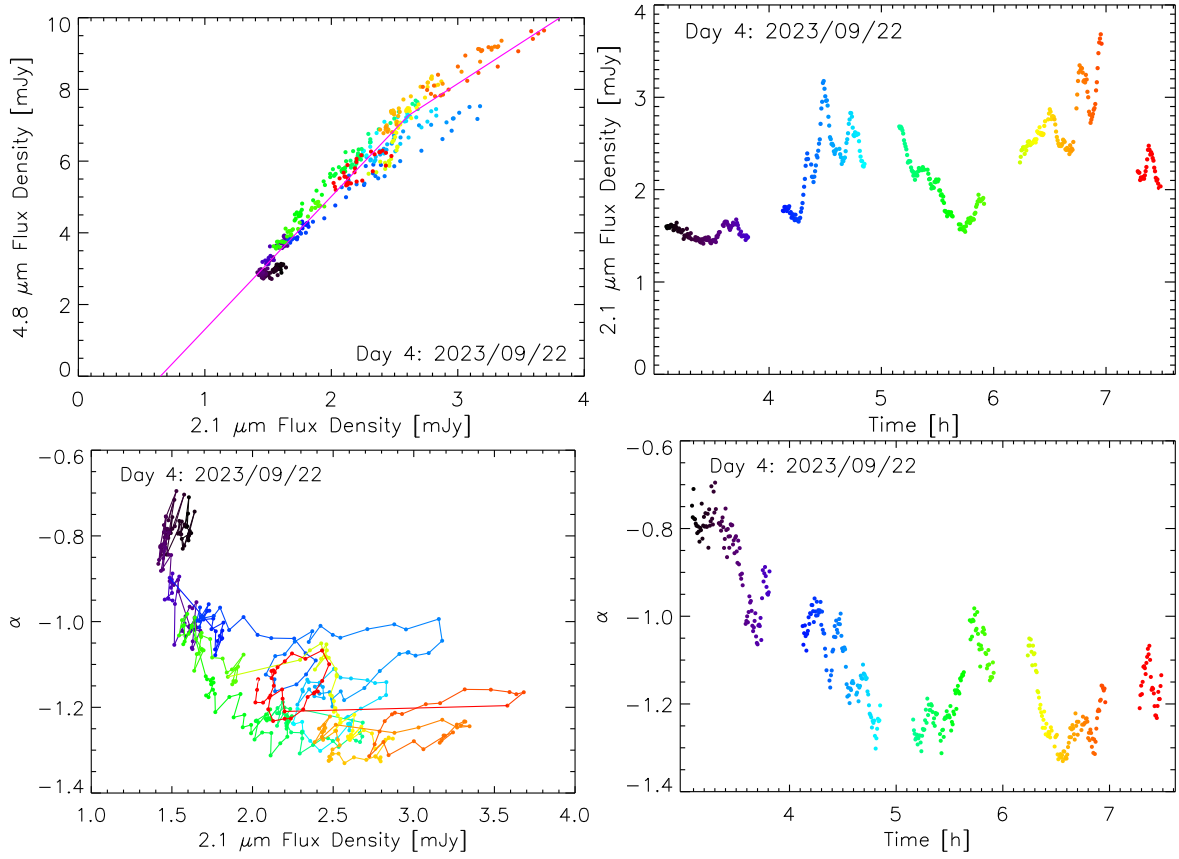 10
8
6
4
2
0
4.8 μm Flux Density [mJy]
Day 4: 2023/09/22
0 1 2 3 4
2.1 μm Flux Density [mJy]
4
3
2
1
0
2.1 μm Flux Density [mJy]
Day 4: 2023/09/22
4 5 6 7
Time [h]
−0.6
−0.8
−1.0
−1.2
−1.4
α
Day 4: 2023/09/22
1.0 1.5 2.0 2.5 3.0 3.5 4.0
2.1 μm Flux Density [mJy]
−0.6
−0.8
−1.0
−1.2
−1.4
α
Day 4: 2023/09/22
4 5 6 7
Time [h]